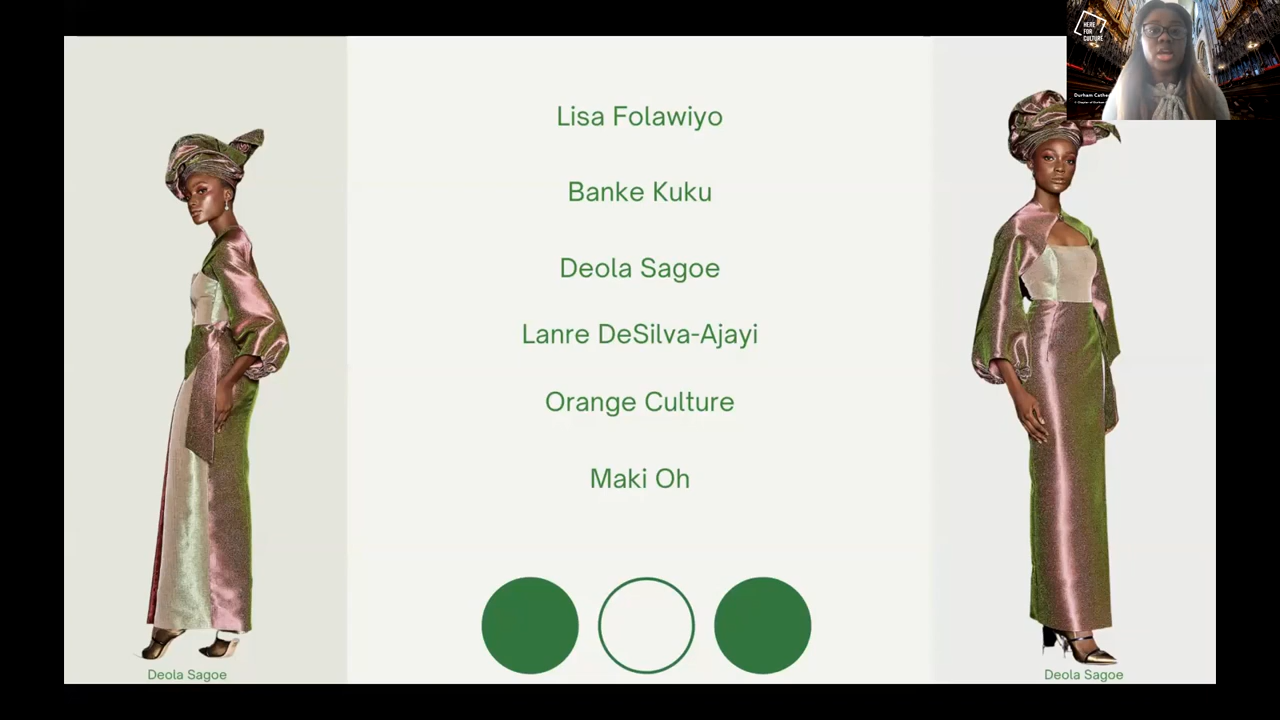 HERE
FOR
CULTURE
Lisa Folawiyo
Banke Kuku
Deola Sagoe
Lanre DeSilva-Ajayi
Orange Culture
Maki Oh
Deola Sagoe
Deola Sagoe